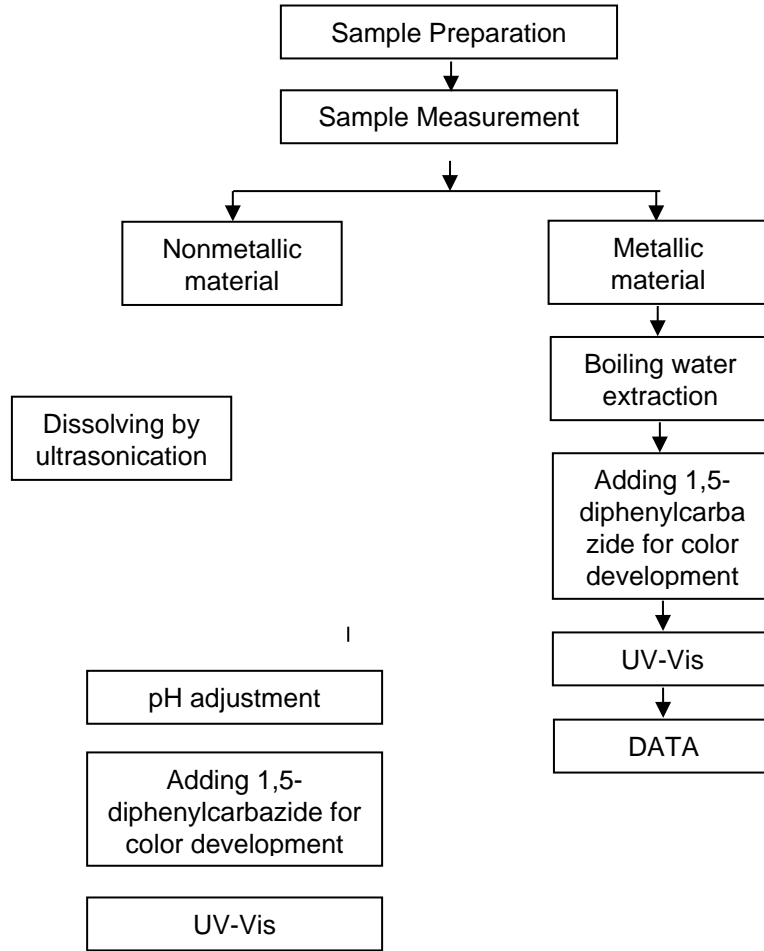 Sample Preparation
Sample Measurement
Nonmetallic
material
Metallic
material
Boiling water
extraction
Dissolving by
ultrasonication
Adding 1,5-
diphenylcarba
zide for color
development
UV-Vis
DATA
pH adjustment
Adding 1,5-
diphenylcarbazide for
color development
UV-Vis